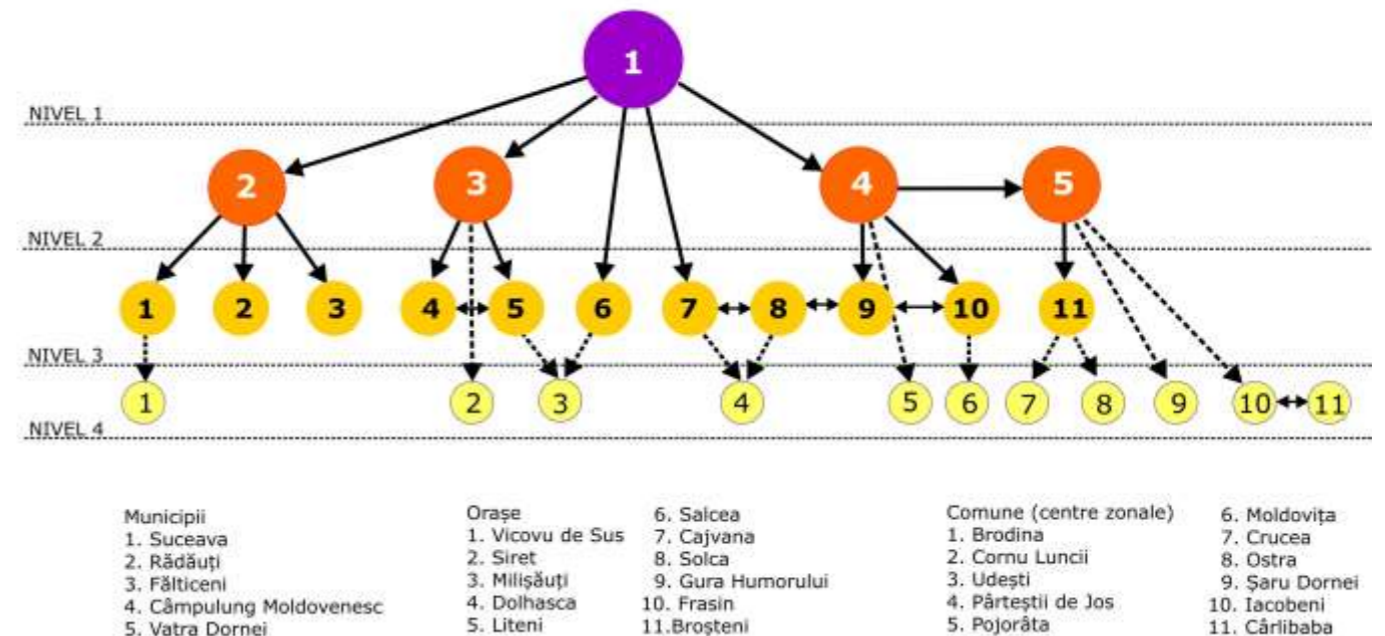 1
NIVEL 1
2 3 4 5
NIVEL 2
1 2 3 4 5 6 7 8 9 10 11
NIVEL 3
1 2 3 4 5 6 7 8 9 10 11
NIVEL 4
Municipii
1. Suceava
2. Rădăuți
3. Fălticeni
4. Câmpulung Moldovenesc
5. Vatra Dornei
Orașe
1. Vicovu de Sus
2. Siret
3. Milișăuți
4. Dolhasca
5. Liteni
6. Salcea
7. Cajvana
8. Solca
9. Gura Humorului
10. Frasin
11.Broșteni
Comune (centre zonale)
1. Brodina
2. Cornu Luncii
3. Udești
4. Pârteștii de Jos
5. Pojorâta
6. Moldovița
7. Crucea
8. Ostra
9. Șaru Dornei
10. Iacobeni
11. Cârlibaba